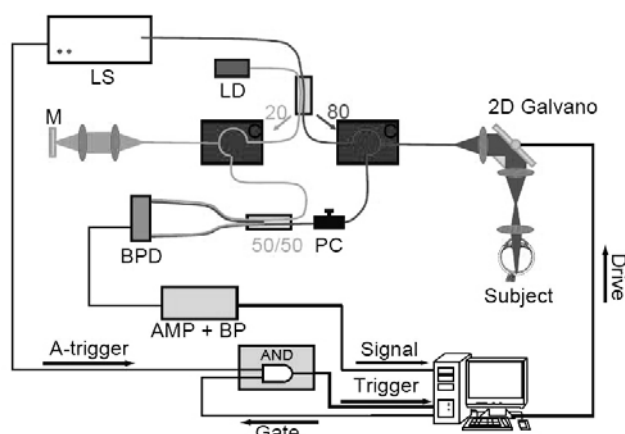 LS
LD
M
20
80
C
C
2D Galvano
BPD
50/50
PC
Subject
Drive
AMP + BP
A-trigger
AND
Signal
Trigger
Gate